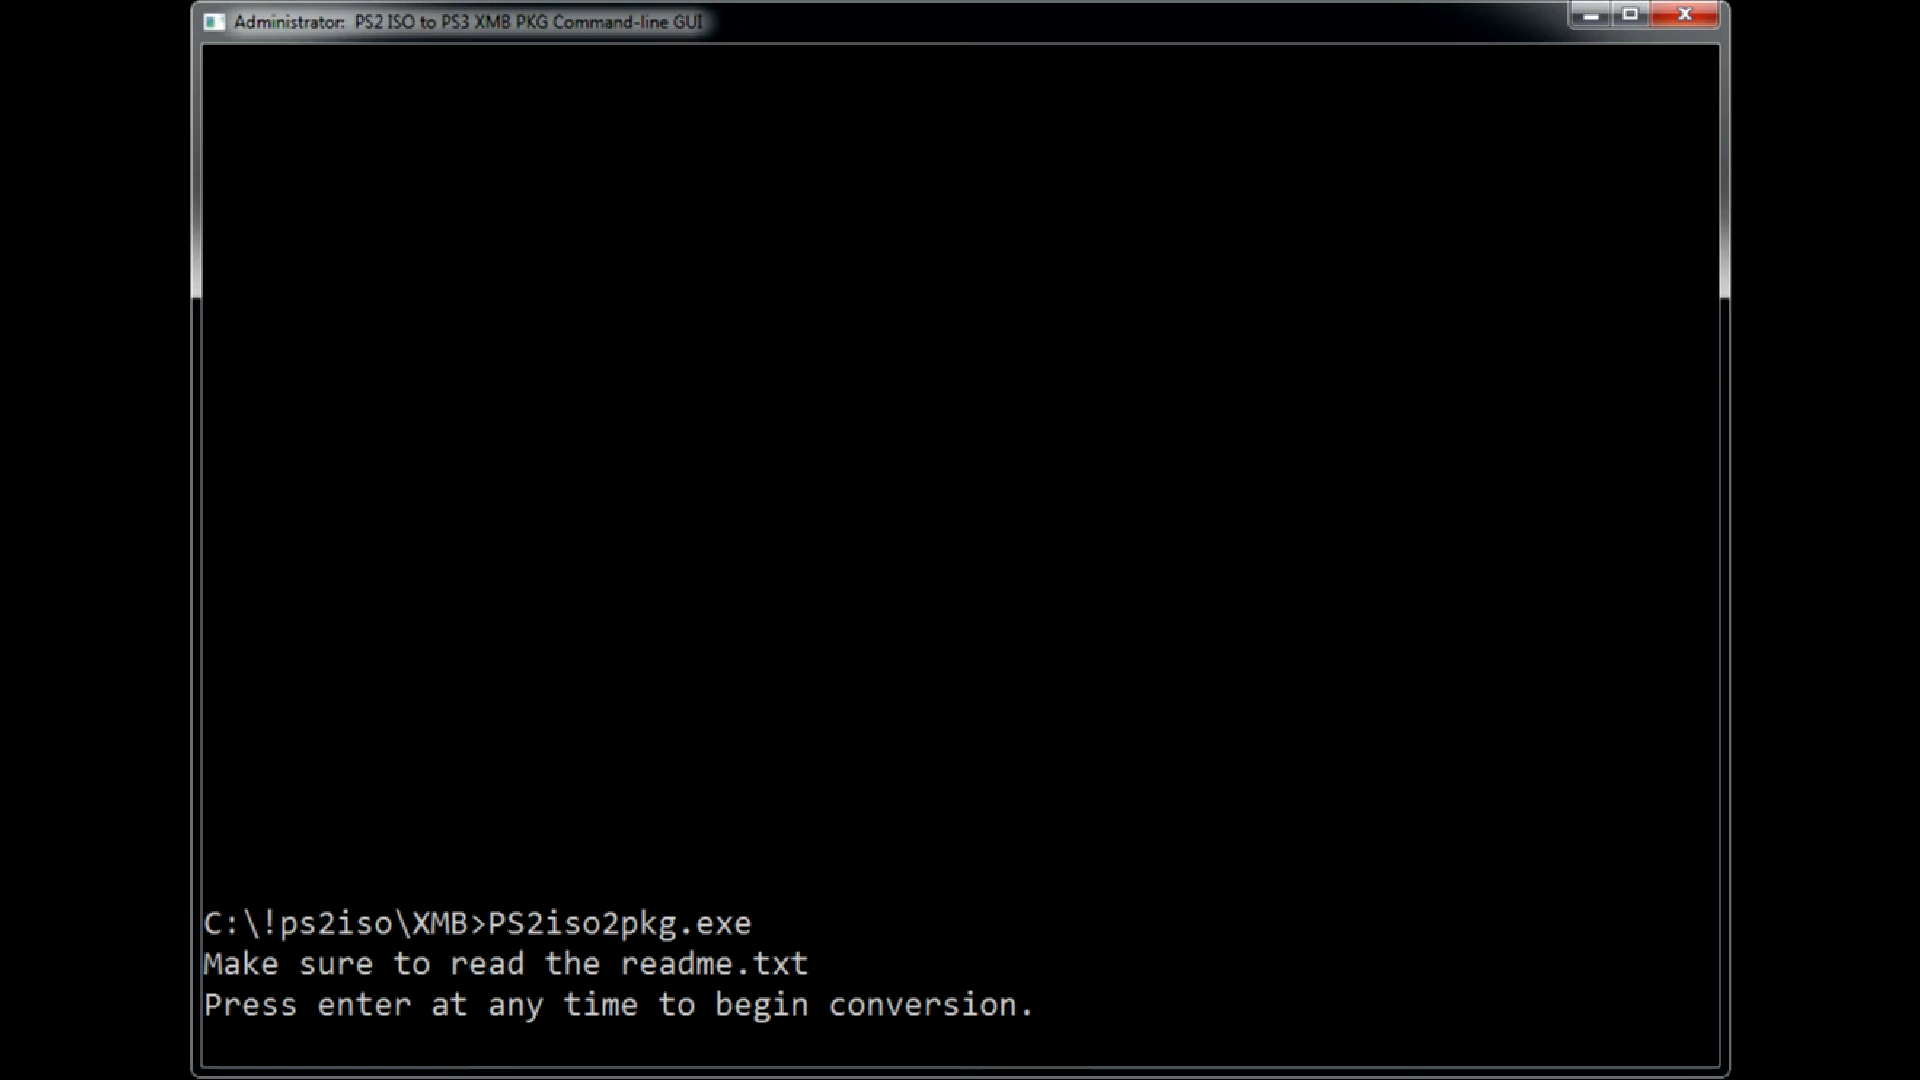 Administrator:  PS2 ISO to PS3 XMB PKG Command-line GUI
C:\!ps2iso\XMB>PS2iso2pkg.exe
Make sure to read the readme.txt
Press enter at any time to begin conversion.